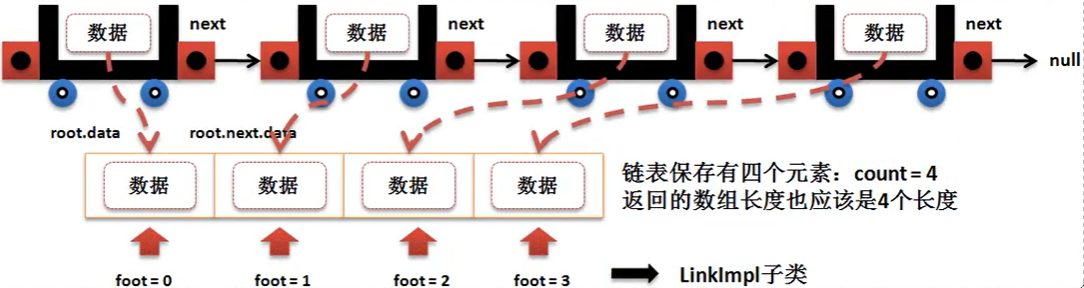 数据 next 数据 next 数据 next 数据 next
null
root.data root.next.data
数据 数据 数据 数据
链表保存有四个元素：count = 4
返回的数组长度也应该是4个长度
foot = 0 foot = 1 foot = 2 foot = 3
LinkImpl子类